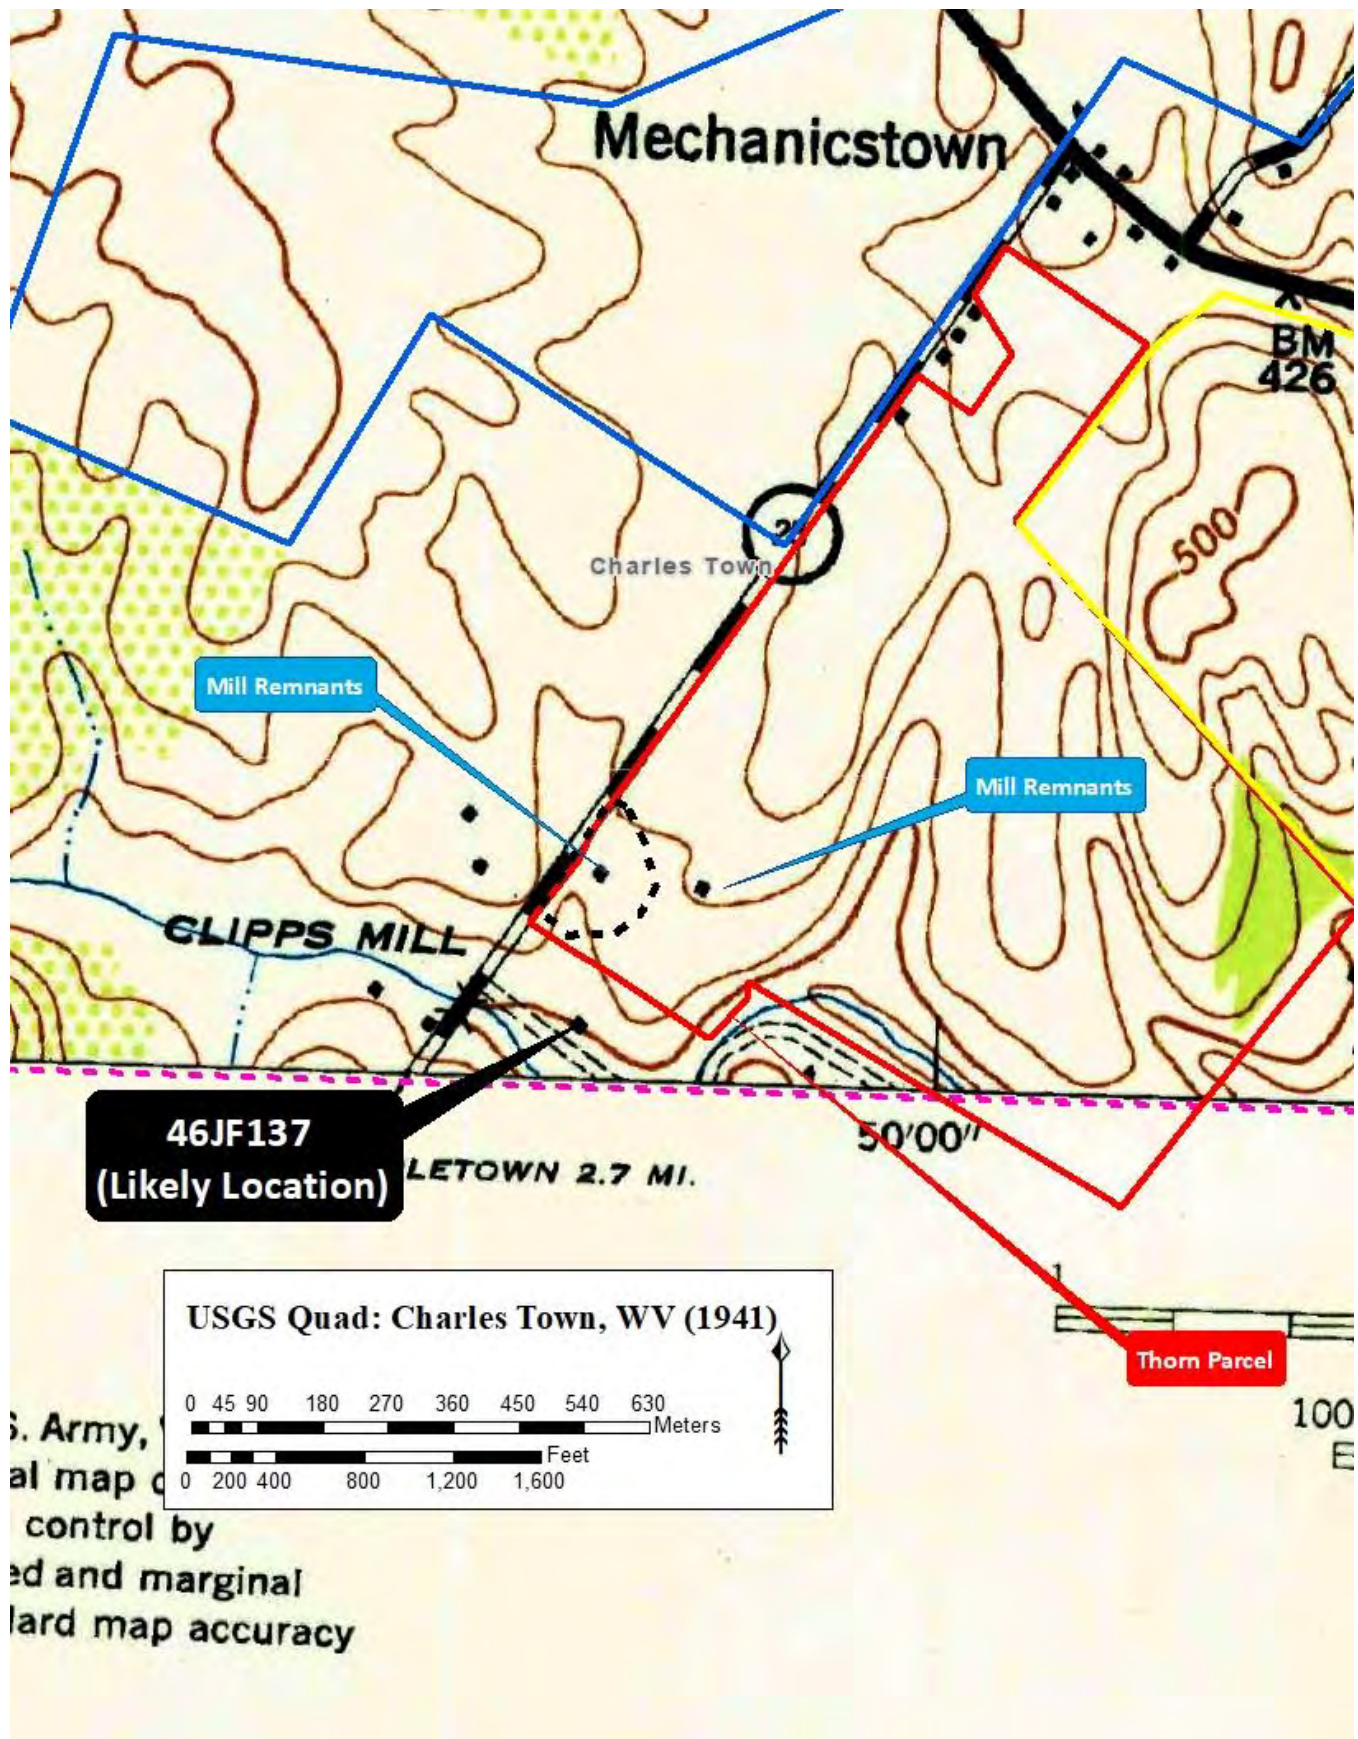 Mechanicstown
BM
426
500
Charles Town
Mill Remnants
Mill Remnants
CLIPPS MILL
46JF137
(Likely Location)
50'00"
LETOWN 2.7 MI.
USGS Quad: Charles Town, WV (1941)
0 45 90 180 270 360 450 540 630
Meters
Feet
0 200 400 800 1,200 1,600
Thorn Parcel
1
100
S. Army,
al map
control by
ed and marginal
dard map accuracy